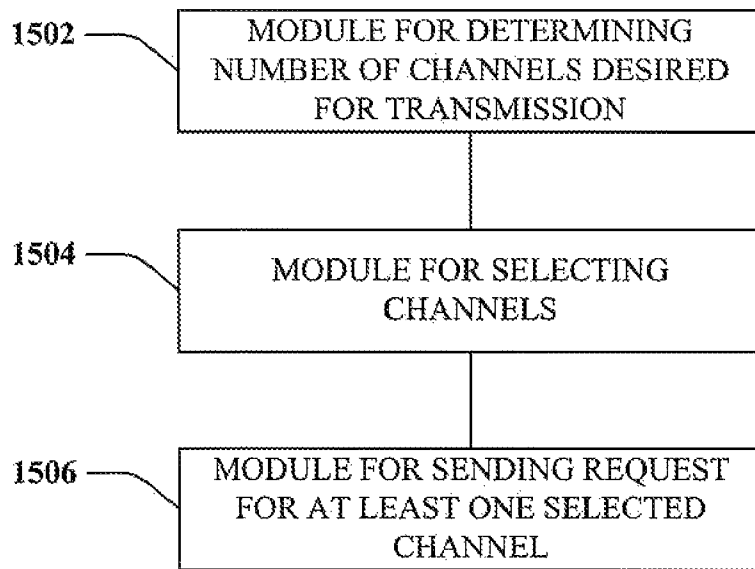 1502
MODULE FOR DETERMINING
NUMBER OF CHANNELS DESIRED
FOR TRANSMISSION
1504
MODULE FOR SELECTING
CHANNELS
1506
MODULE FOR SENDING REQUEST
FOR AT LEAST ONE SELECTED
CHANNEL